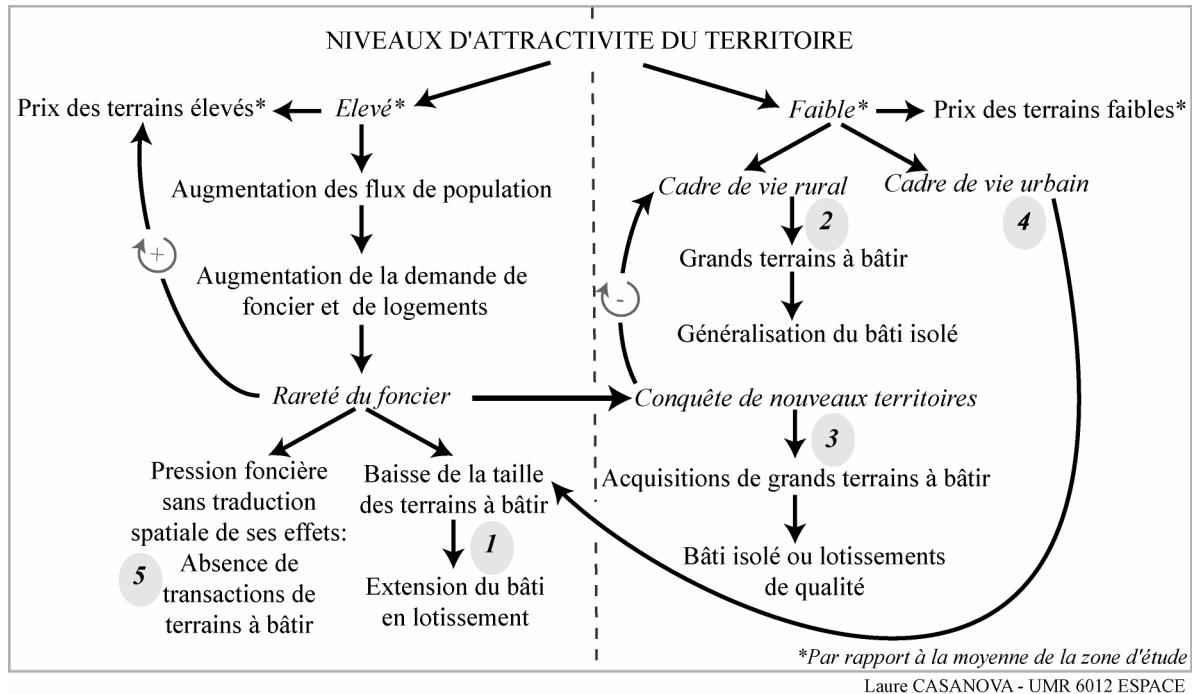 NIVEAUX D'ATTRACTIVITE DU TERRITOIRE
Prix des terrains élevés*
Elevé*
Faible*
Prix des terrains faibles*
Augmentation des flux de population
Augmentation de la demande de
foncier et de logements
Rareté du foncier
+
Pression foncière
sans traduction
spatiale de ses effets:
Absence de
transactions de
terrains à bâtir
5
Baisse de la taille
des terrains à bâtir
1
Extension du bâti
en lotissement
Cadre de vie rural
Cadre de vie urbain
2
4
Grands terrains à bâtir
Généralisation du bâti isolé
-
Conquête de nouveaux territoires
3
Acquisitions de grands terrains à bâtir
Bâti isolé ou lotissements
de qualité
*Par rapport à la moyenne de la zone d'étude
Laure CASANOVA - UMR 6012 ESPACE